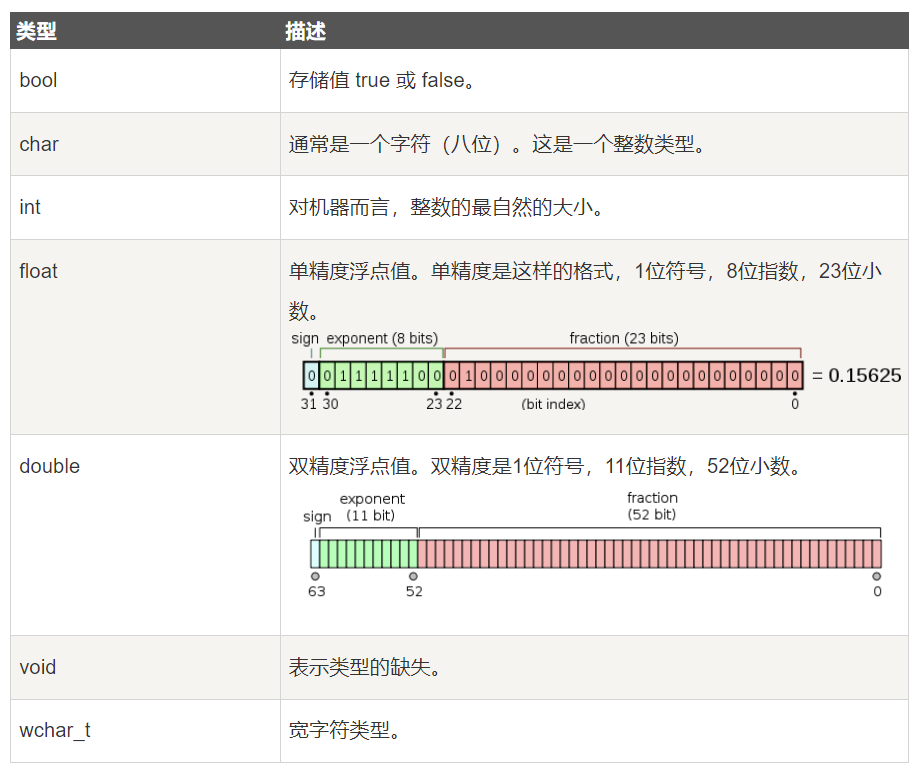 类型 描述
bool 存储值 true 或 false。
char 通常是一个字符（八位）。这是一个整数类型。
int 对机器而言，整数的最自然的大小。
float 单精度浮点值。单精度是这样的格式，1位符号，8位指数，23位小
数。
sign exponent (8 bits) fraction (23 bits)
0 0 1 1 1 1 1 0 0 0 1 0 0 0 0 0 0 0 0 0 0 0 0 0 0 0 0 0 0 0 0 0 = 0.15625
31 30 23 22 (bit index) 0
double 双精度浮点值。双精度是1位符号，11位指数，52位小数。
exponent fraction
sign (11 bit) (52 bit)
63 52 0
void 表示类型的缺失。
wchar_t 宽字符类型。